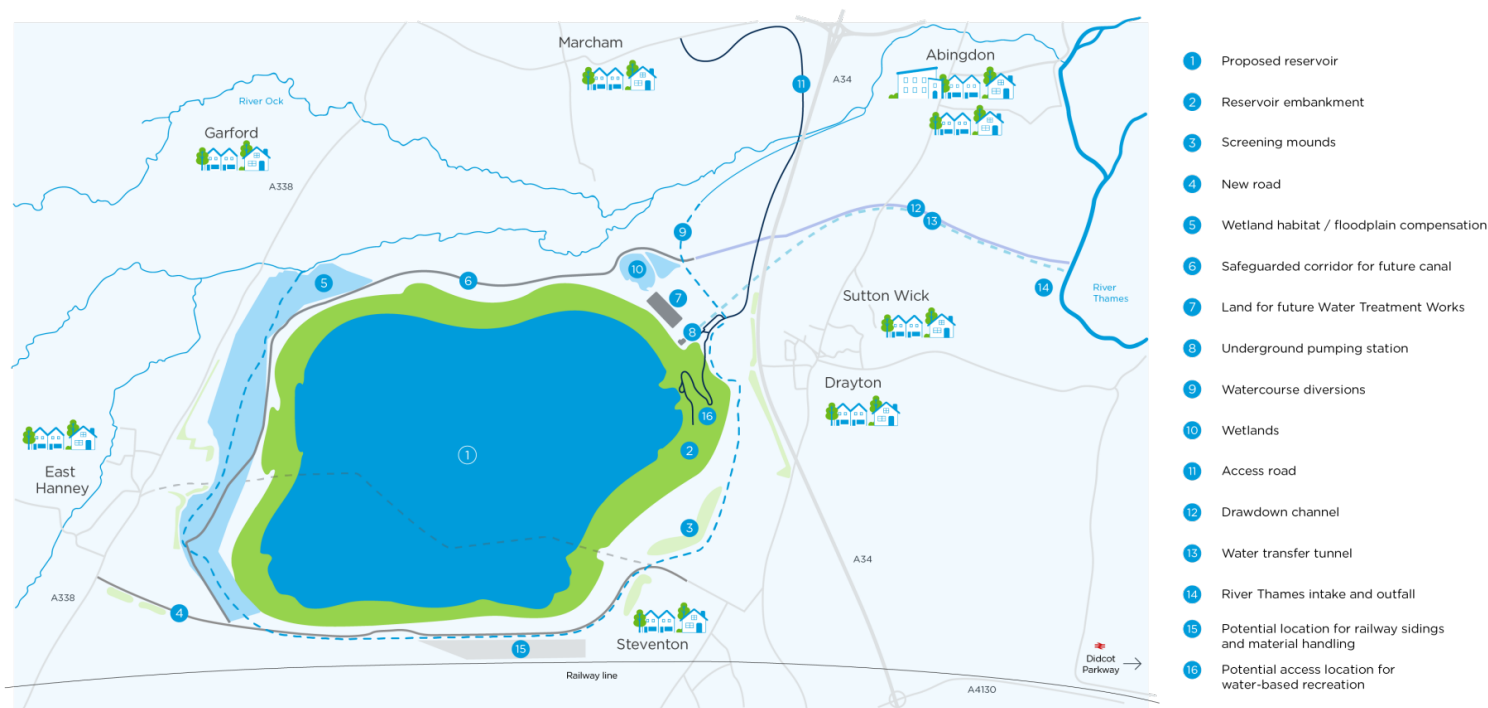 Marcham
Abingdon
A34
River Ock
Garford
A338
11
12
13
9
10
5
6
7
14
River
Thames
Sutton Wick
8
Drayton
16
2
1
East
Hanney
3
A34
A338
4
Steventon
15
Railway line
Didcot
Parkway
A4130
1 Proposed reservoir
2 Reservoir embankment
3 Screening mounds
4 New road
5 Wetland habitat / floodplain compensation
6 Safeguarded corridor for future canal
7 Land for future Water Treatment Works
8 Underground pumping station
9 Watercourse diversions
10 Wetlands
11 Access road
12 Drawdown channel
13 Water transfer tunnel
14 River Thames intake and outfall
15 Potential location for railway sidings
and material handling
16 Potential access location for
water-based recreation